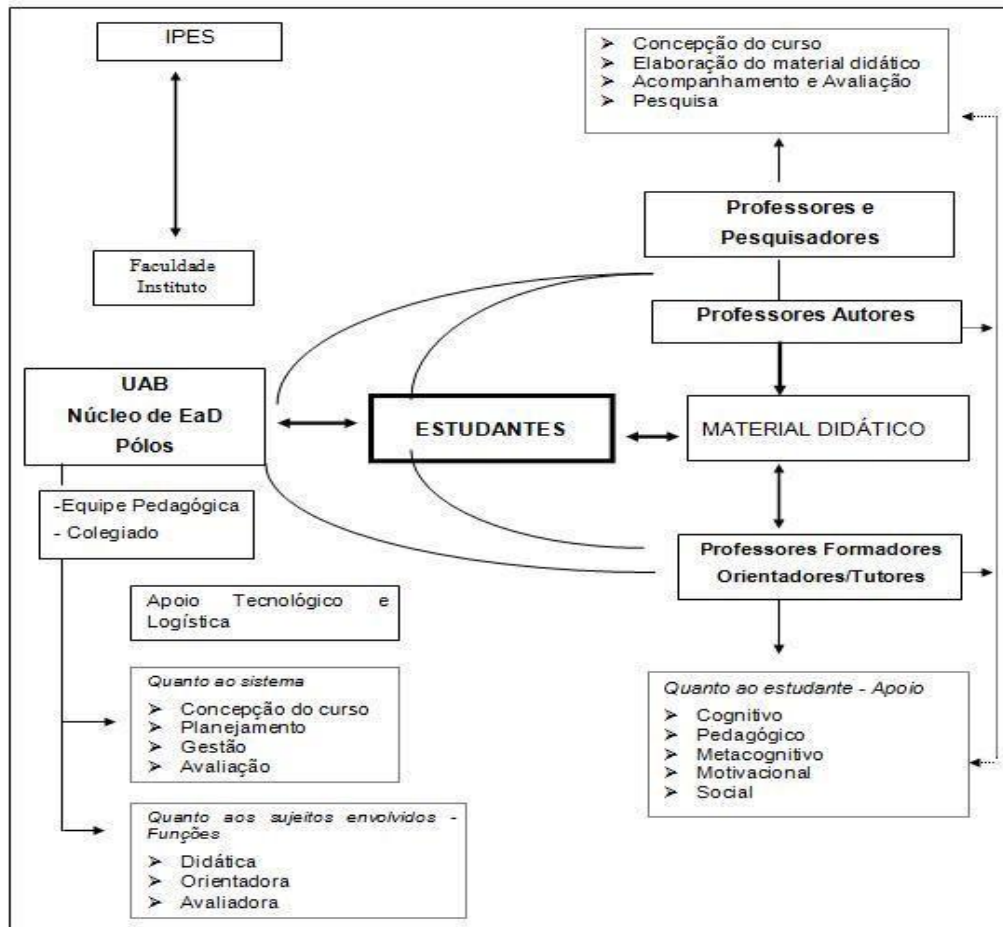 IPES
Faculdade
Instituto
➤ Concepção do curso
➤ Elaboração do material didático
➤ Acompanhamento e Avaliação
➤ Pesquisa
Professores e
Pesquisadores
Professores Autores
UAB
Núcleo de EaD
Pólos
ESTUDANTES
MATERIAL DIDÁTICO
-Equipe Pedagógica
- Colegiado
Professores Formadores
Orientadores/Tutores
Apoio Tecnológico e
Logística
Quanto ao sistema
➤ Concepção do curso
➤ Planejamento
➤ Gestão
➤ Avaliação
Quanto ao estudante - Apoio
➤ Cognitivo
➤ Pedagógico
➤ Metacognitivo
➤ Motivacional
➤ Social
Quanto aos sujeitos envolvidos -
Funções
➤ Didática
➤ Orientadora
➤ Avaliadora